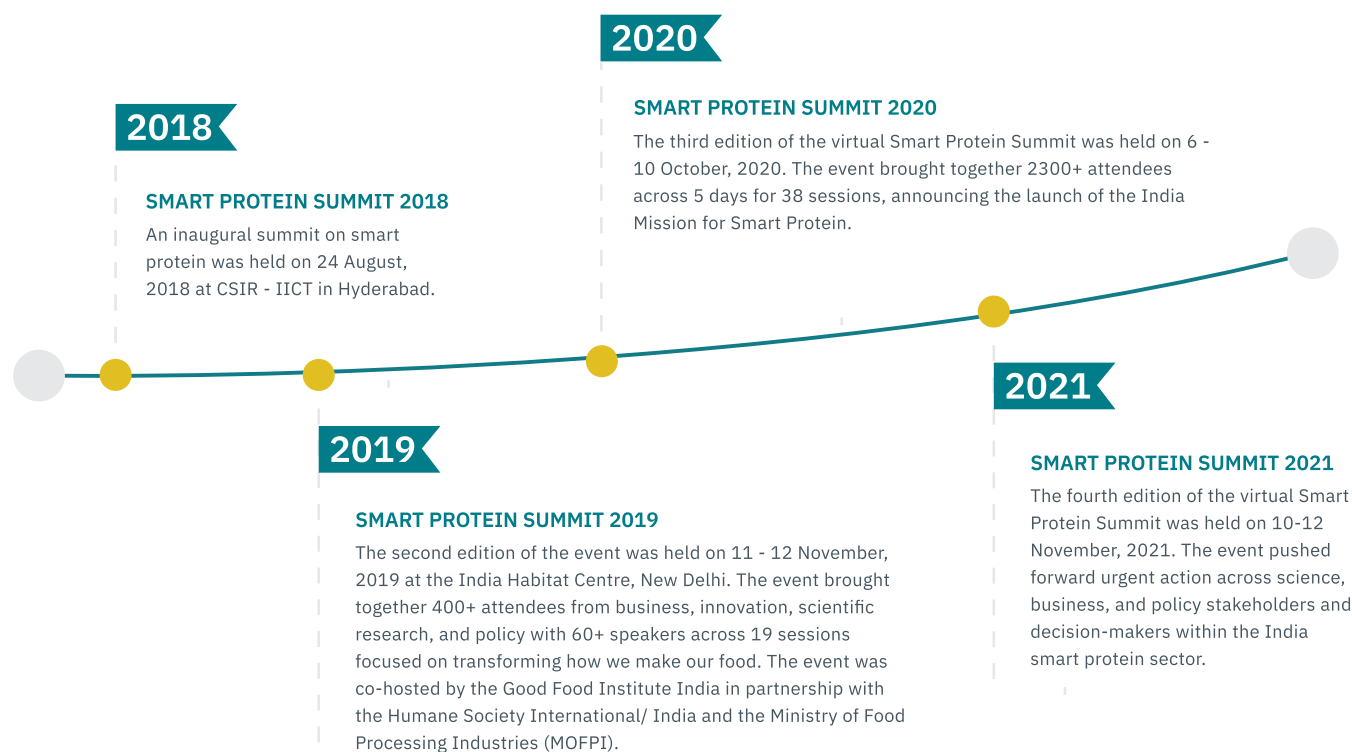 2018
SMART PROTEIN SUMMIT 2018
An inaugural summit on smart
protein was held on 24 August,
2018 at CSIR - IICT in Hyderabad.
2019
SMART PROTEIN SUMMIT 2019
The second edition of the event was held on 11 - 12 November,
2019 at the India Habitat Centre, New Delhi. The event brought
together 400+ attendees from business, innovation, scientific
research, and policy with 60+ speakers across 19 sessions
focused on transforming how we make our food. The event was
co-hosted by the Good Food Institute India in partnership with
the Humane Society International/ India and the Ministry of Food
Processing Industries (MOFPI).
2020
SMART PROTEIN SUMMIT 2020
The third edition of the virtual Smart Protein Summit was held on 6 -
10 October, 2020. The event brought together 2300+ attendees
across 5 days for 38 sessions, announcing the launch of the India
Mission for Smart Protein.
2021
SMART PROTEIN SUMMIT 2021
The fourth edition of the virtual Smart
Protein Summit was held on 10-12
November, 2021. The event pushed
forward urgent action across science,
business, and policy stakeholders and
decision-makers within the India
smart protein sector.